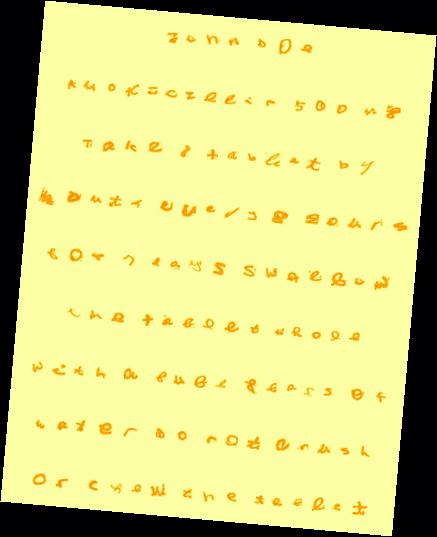 John DOe
Amoxicillin 500 mg
Take 1 tablet by
mouth every 8 hours
fOr 7 days Swallow
the tablet whole
with a full glass Of
water do nOt crush
Or chew the tablet